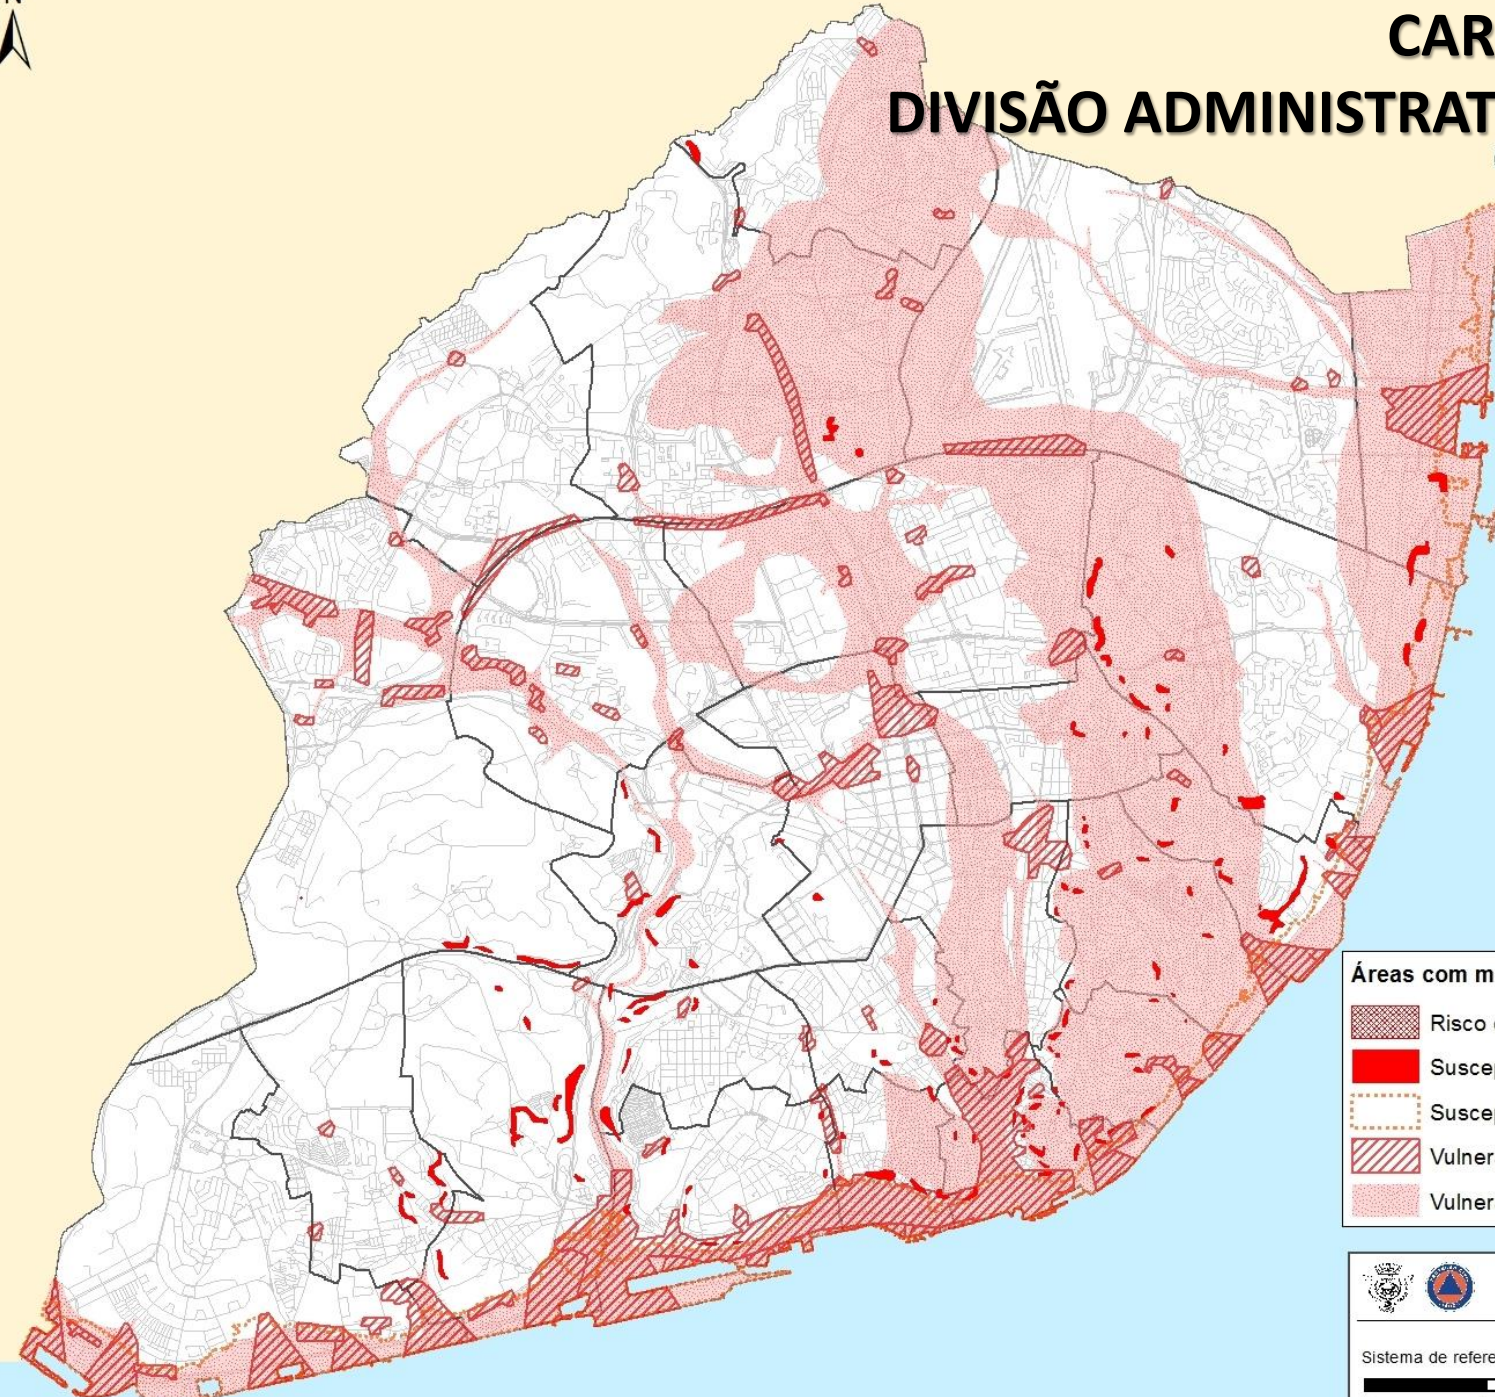 N
CAR
DIVISÃO ADMINISTRAT
Áreas com m
Risco
Suscep
Suscep
Vulner
Vulner
Sistema de refere